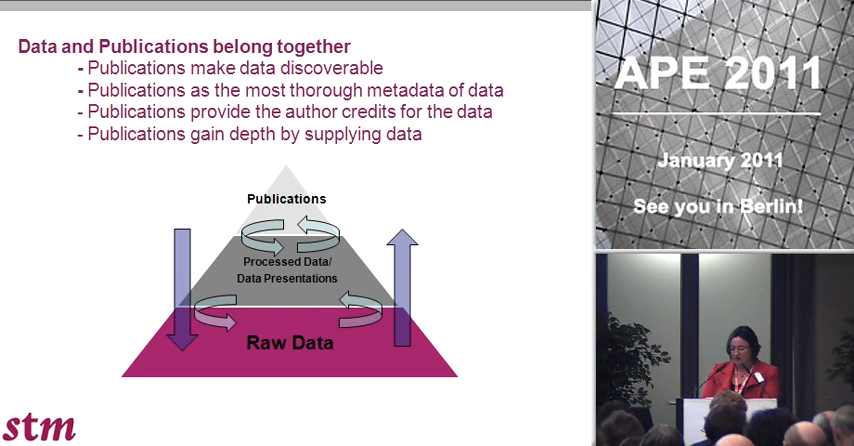 Data and Publications belong together
- Publications make data discoverable
- Publications as the most thorough metadata of data
- Publications provide the author credits for the data
- Publications gain depth by supplying data
Publications
Processed Data/
Data Presentations
Raw Data
stm
APE 2011
January 2011
See you in Berlin!